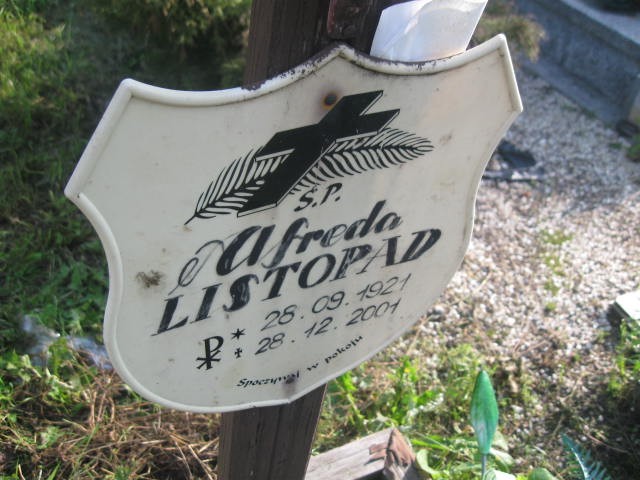 Ś.P.
Alfreda
LISTOPAD
* 28.09.1921
✝ 28.12.2001
Spoczywaj w pokoju